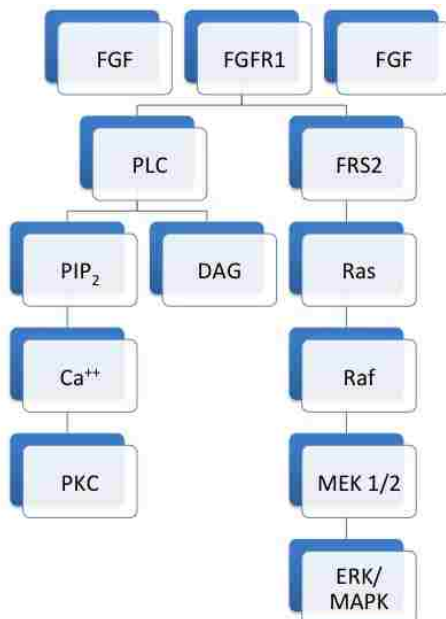 FGF
FGFR1
FGF
PLC
FRS2
PIP₂
DAG
Ras
Ca⁺⁺
Raf
PKC
MEK 1/2
ERK/
MAPK